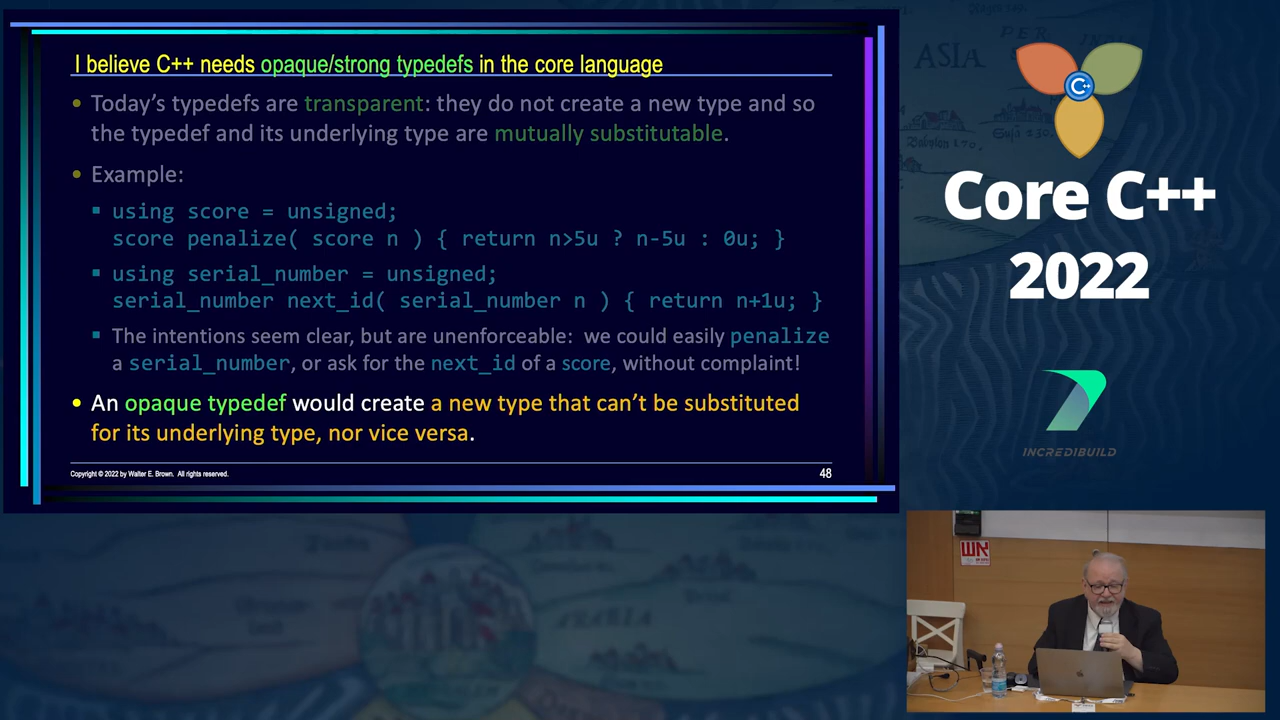 I believe C++ needs opaque/strong typedefs in the core language
• Today's typedefs are transparent: they do not create a new type and so
the typedef and its underlying type are mutually substitutable.
• Example:
▪ using score = unsigned;
score penalize( score n ) { return n>5u ? n-5u : 0u; }
▪ using serial_number = unsigned;
serial_number next_id( serial_number n ) { return n+1u; }
▪ The intentions seem clear, but are unenforceable: we could easily penalize
a serial_number, or ask for the next_id of a score, without complaint!
• An opaque typedef would create a new type that can't be substituted
for its underlying type, nor vice versa.
Copyright © 2022 by Walter E. Brown. All rights reserved.
48
ASIA
PER
INDIA
C++
Babylon
Core C++
2022
INCREDIBUILD
ARABIA
אש